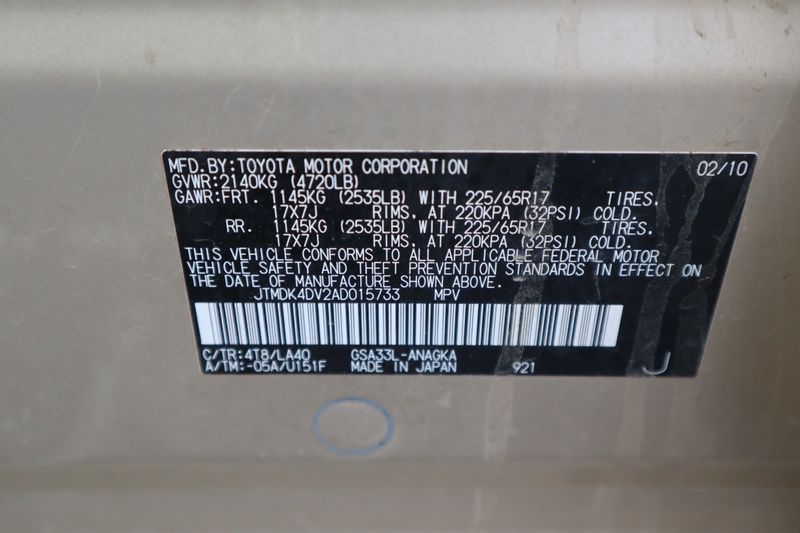 MFD.BY:TOYOTA MOTOR CORPORATION 02/10
GVWR:2140KG (4720LB)
GAWR:FRT. 1145KG (2535LB) WITH 225/65R17 TIRES.
17X7J RIMS, AT 220KPA (32PSI) COLD.
RR. 1145KG (2535LB) WITH 225/65R17 TIRES.
17X7J RIMS, AT 220KPA (32PSI) COLD.
THIS VEHICLE CONFORMS TO ALL APPLICABLE FEDERAL MOTOR
VEHICLE SAFETY AND THEFT PREVENTION STANDARDS IN EFFECT ON
THE DATE OF MANUFACTURE SHOWN ABOVE.
JTMDK4DV2AD015733 MPV
C/TR:4T8/LA40 GSA33L-ANAGKA
A/TM:-05A/U151F MADE IN JAPAN 921 J